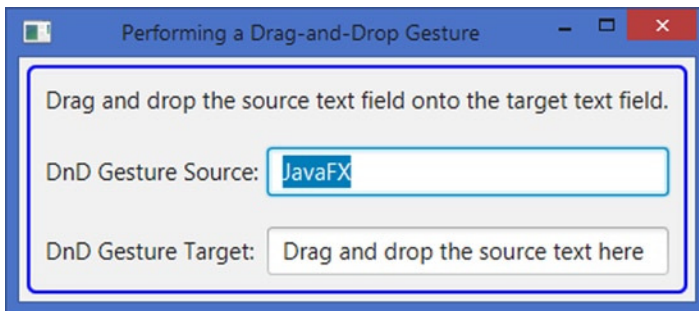 Performing a Drag-and-Drop Gesture
Drag and drop the source text field onto the target text field.
DnD Gesture Source: JavaFX
DnD Gesture Target: Drag and drop the source text here